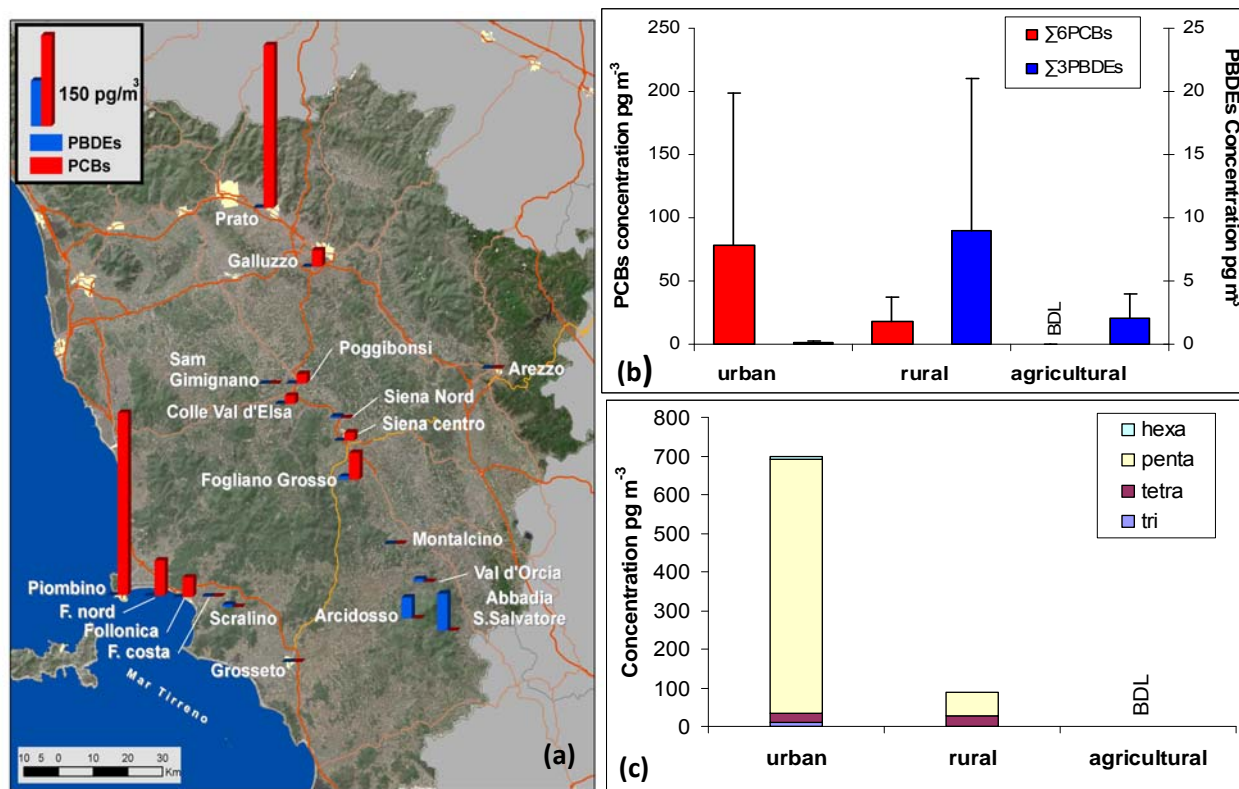 150 pg/m³
PBDEs
PCBs
Prato
Galluzzo
Poggibonsi
Sam
Gimignano
Arezzo
Colle Val d'Elsa
Siena Nord
Siena centro
Fogliano Grosso
Montalcino
Val d'Orcia
Abbadia
S.Salvatore
Arcidosso
Piombino
F. nord
Follonica
F. costa
Scralino
Grosseto
Mar Tirreno
10 5 0 10 20 30
Km
(a)
PCBs concentration pg m-3
250
200
150
100
50
0
∑6PCBs
∑3PBDEs
BDL
25
20
15
10
5
0
PBDEs Concentration pg m-3
urban rural agricultural
(b)
Concentration pg m-3
800
700
600
500
400
300
200
100
0
hexa
penta
tetra
tri
BDL
urban rural agricultural
(c)